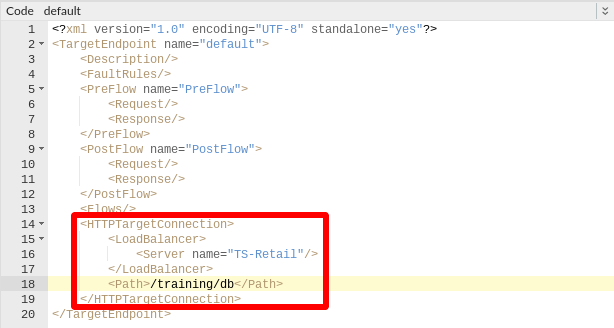 Code default
1 <?xml version="1.0" encoding="UTF-8" standalone="yes"?>
2 <TargetEndpoint name="default">
3 <Description/>
4 <FaultRules/>
5 <PreFlow name="PreFlow">
6 <Request/>
7 <Response/>
8 </PreFlow>
9 <PostFlow name="PostFlow">
10 <Request/>
11 <Response/>
12 </PostFlow>
13 <Flows/>
14 <HTTPTargetConnection>
15 <LoadBalancer>
16 <Server name="TS-Retail"/>
17 </LoadBalancer>
18 <Path>/training/db</Path>
19 </HTTPTargetConnection>
20 </TargetEndpoint>